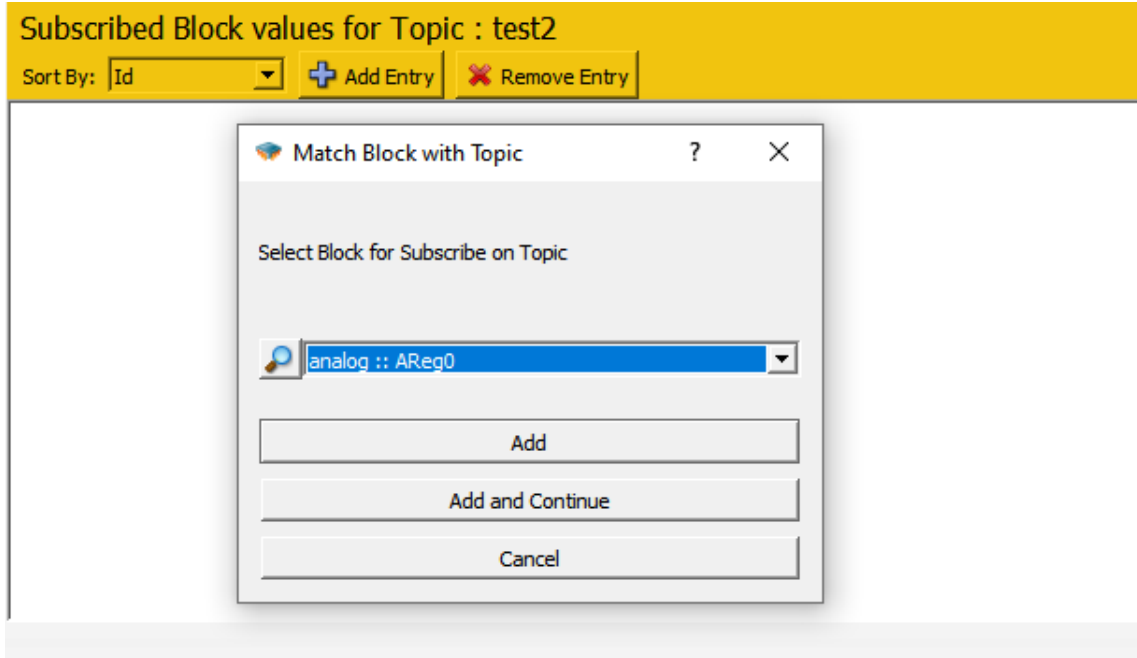 Subscribed Block values for Topic : test2
Sort By: Id Add Entry Remove Entry
Match Block with Topic ?
Select Block for Subscribe on Topic
analog :: AReg0
Add
Add and Continue
Cancel